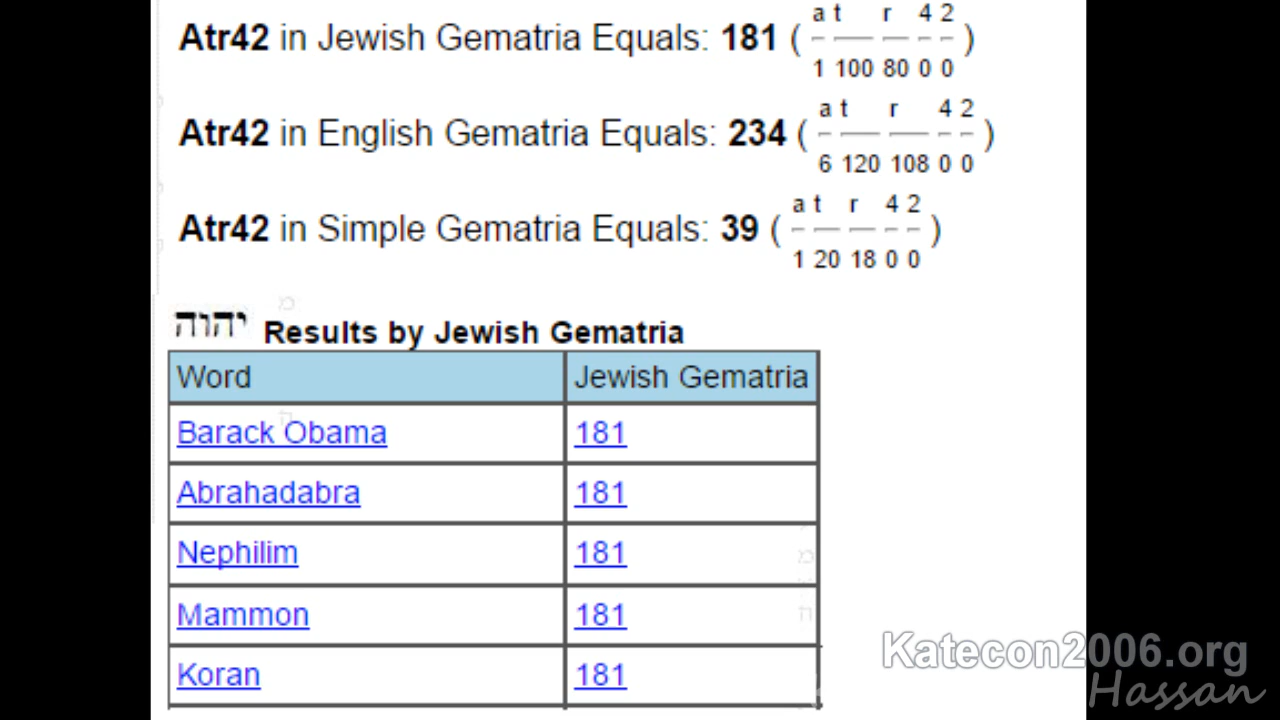 Atr42 in Jewish Gematria Equals: 181 ( a t r 4 2 )
1 100 80 0 0
Atr42 in English Gematria Equals: 234 ( a t r 4 2 )
6 120 108 0 0
Atr42 in Simple Gematria Equals: 39 ( a t r 4 2 )
1 20 18 0 0
יהוה Results by Jewish Gematria
Word Jewish Gematria
Barack Obama 181
Abrahadabra 181
Nephilim 181
Mammon 181
Koran 181
Katecon2006.org
Hassan